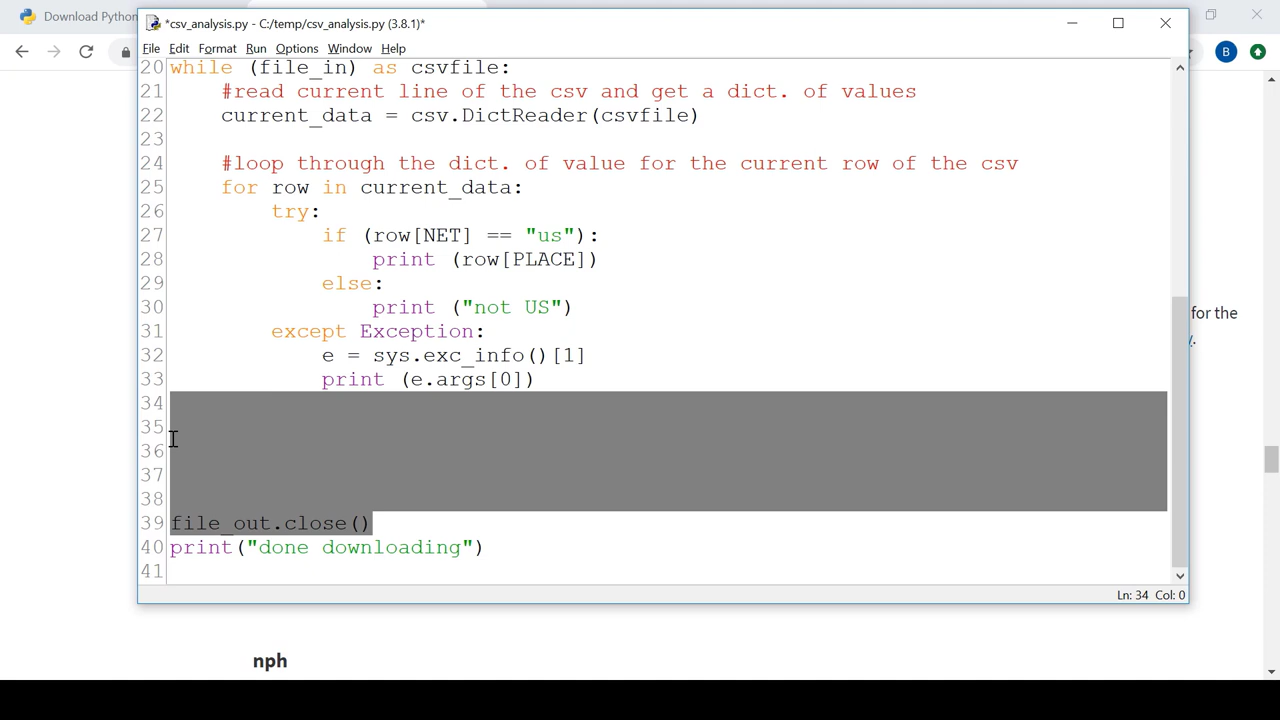 Download Python
*csv_analysis.py - C:/temp/csv_analysis.py (3.8.1)*
File Edit Format Run Options Window Help
B
20 while (file_in) as csvfile:
21 #read current line of the csv and get a dict. of values
22 current_data = csv.DictReader(csvfile)
23
24 #loop through the dict. of value for the current row of the csv
25 for row in current_data:
26 try:
27 if (row[NET] == "us"):
28 print (row[PLACE])
29 else:
30 print ("not US")
31 except Exception:
32 e = sys.exc_info()[1]
33 print (e.args[0])
34
35
36
37
38
39 file_out.close()
40 print("done downloading")
41
Ln: 34 Col: 0
for the
nph